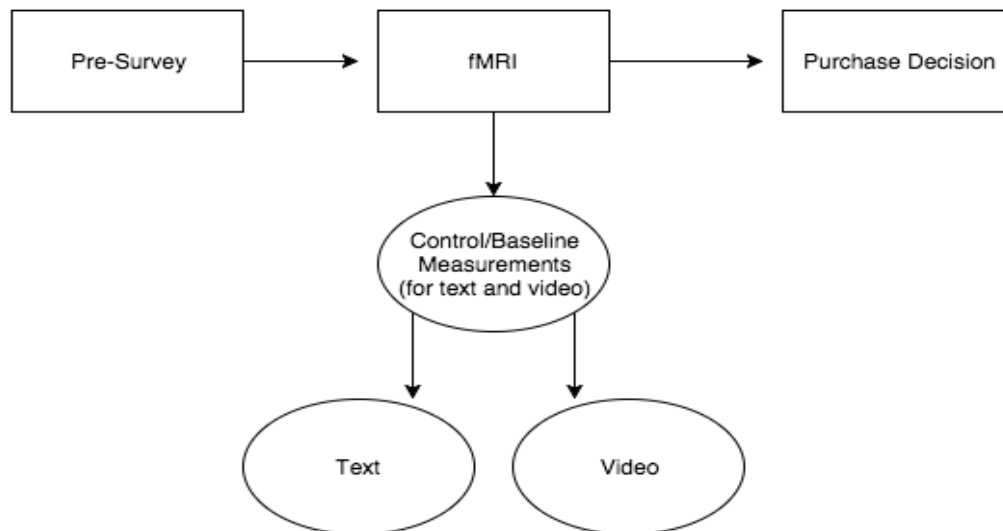 Pre-Survey
fMRI
Purchase Decision
Control/Baseline
Measurements
(for text and video)
Text
Video